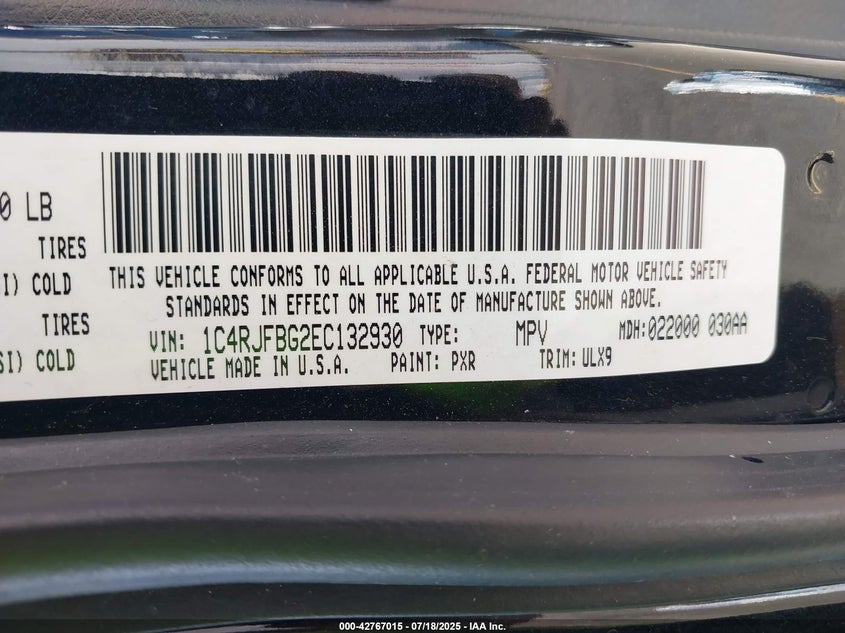 0 LB
TIRES
SI) COLD
TIRES
SI) COLD
THIS VEHICLE CONFORMS TO ALL APPLICABLE U.S.A. FEDERAL MOTOR VEHICLE SAFETY
STANDARDS IN EFFECT ON THE DATE OF MANUFACTURE SHOWN ABOVE.
VIN: 1C4RJFBG2EC132930 TYPE: MPV MDH:022000 030AA
VEHICLE MADE IN U.S.A. PAINT: PXR TRIM: ULX9
000-42767015 - 07/18/2025 - IAA Inc.